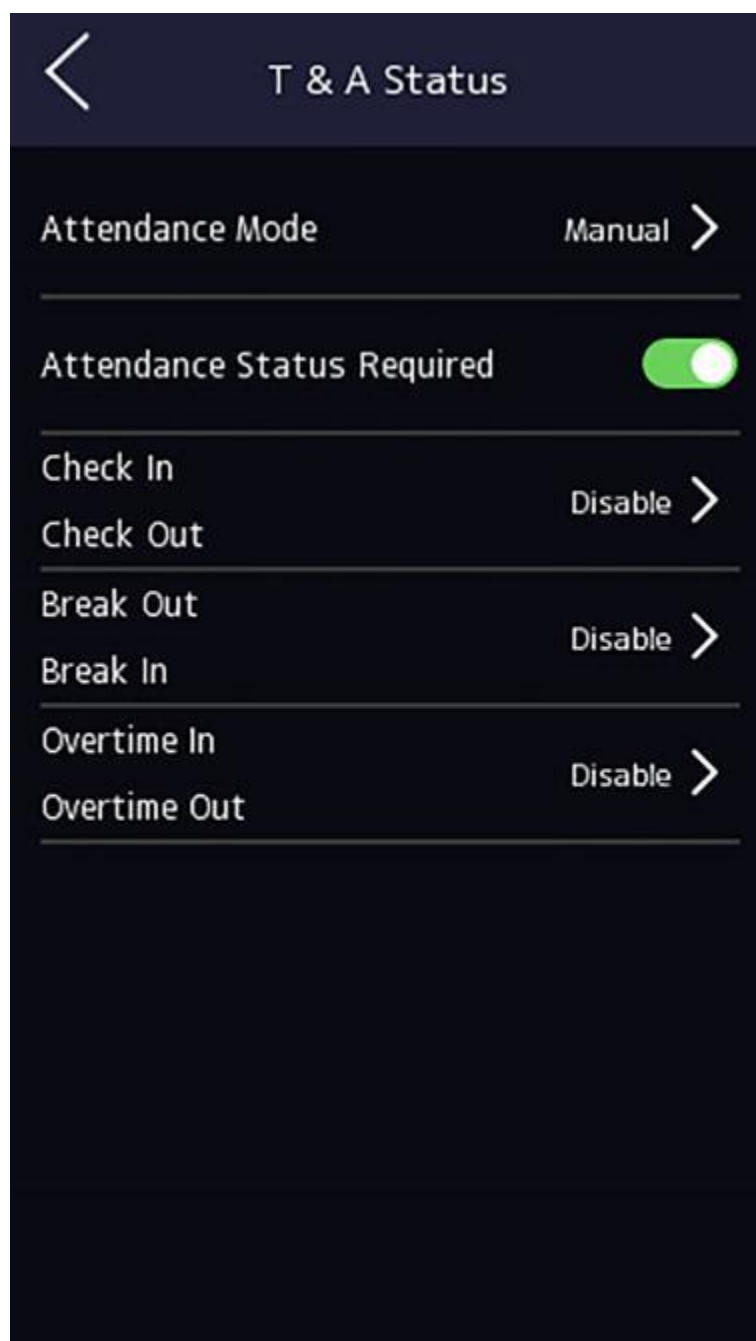 T & A Status
Attendance Mode Manual
Attendance Status Required
Check In
Check Out
Disable
Break Out
Break In
Disable
Overtime In
Overtime Out
Disable